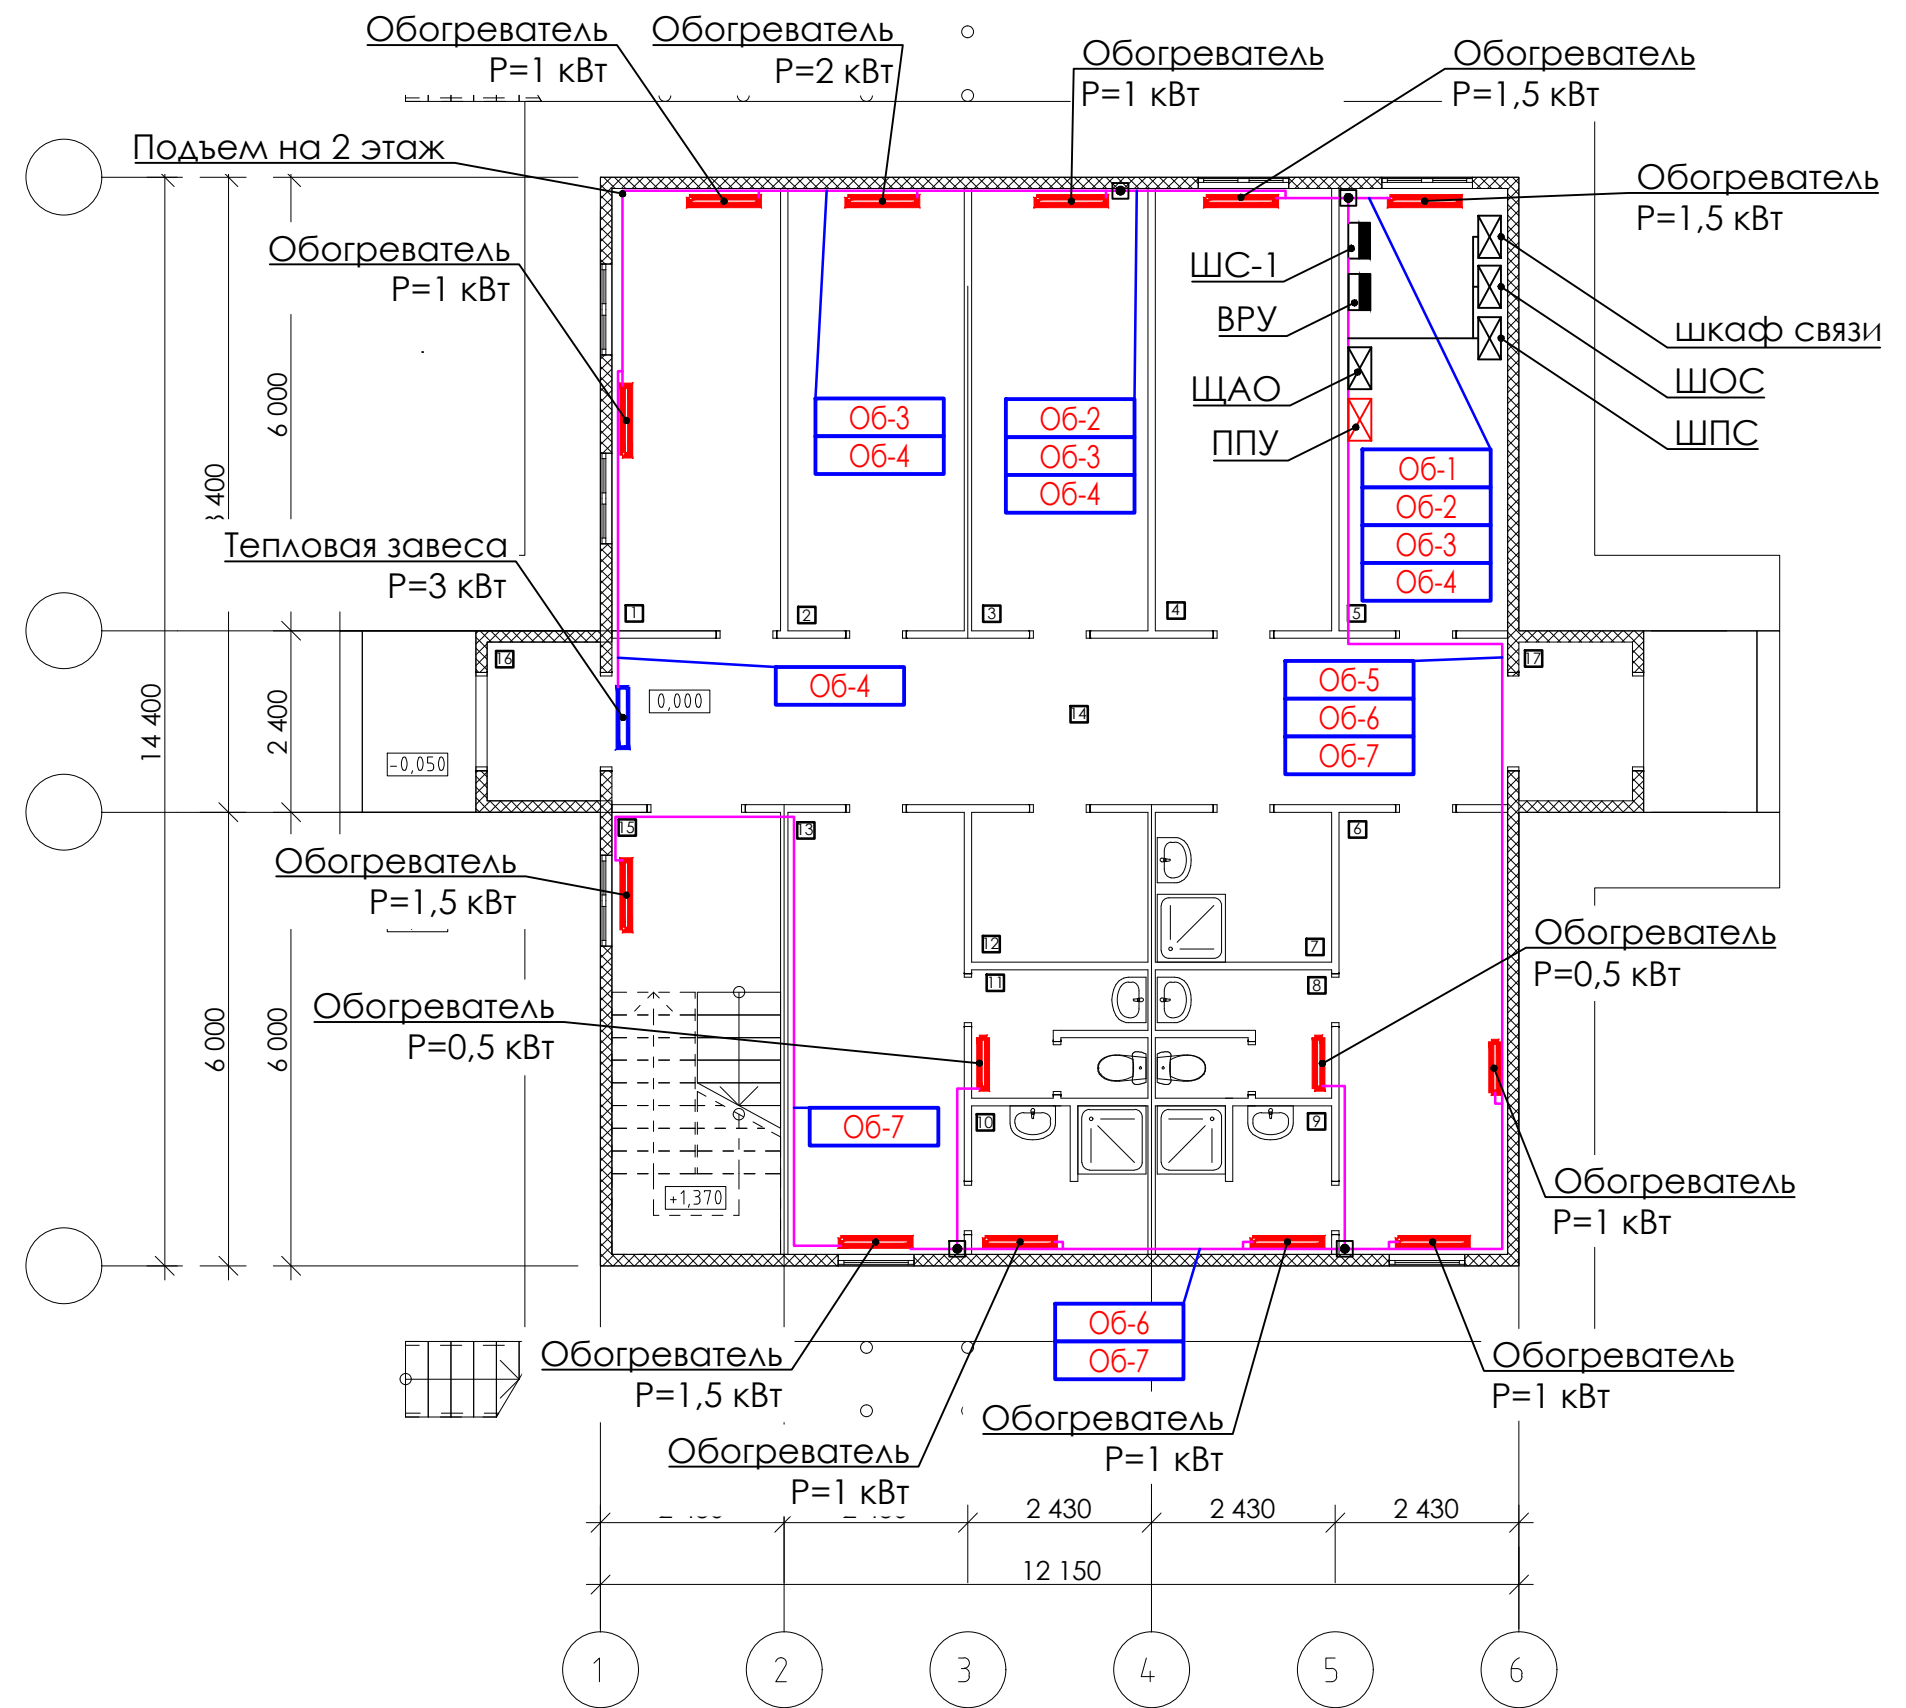 Обогреватель
P=1 кВт
Обогреватель
P=2 кВт
Обогреватель
P=1 кВт
Обогреватель
P=1,5 кВт
Подъем на 2 этаж
Обогреватель
P=1,5 кВт
Обогреватель
P=1 кВт
ШС-1
ВРУ
ЩАО
ППУ
шкаф связи
ШОС
ШПС
Об-3
Об-4
Об-2
Об-3
Об-4
Об-1
Об-2
Об-3
Об-4
6 000
Тепловая завеса
P=3 кВт
1
2
3
4
5
16
17
14 400
2 400
0,000
-0,050
Об-4
14
Об-5
Об-6
Об-7
15
13
6
Обогреватель
P=1,5 кВт
12
7
11
8
Обогреватель
P=0,5 кВт
Обогреватель
P=0,5 кВт
6 000
6 000
Об-7
10
9
+1,370
Обогреватель
P=1 кВт
Об-6
Об-7
Обогреватель
P=1,5 кВт
Обогреватель
P=1 кВт
Обогреватель
P=1 кВт
Обогреватель
P=1 кВт
2 430
2 430
2 430
12 150
1
2
3
4
5
6